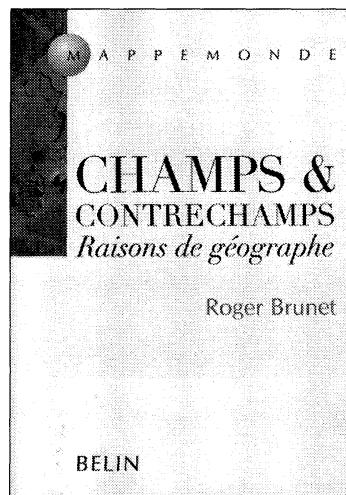 MAPPEMONDE
CHAMPS &
CONTRECHAMPS
Raisons de géographe
Roger Brunet
BELIN